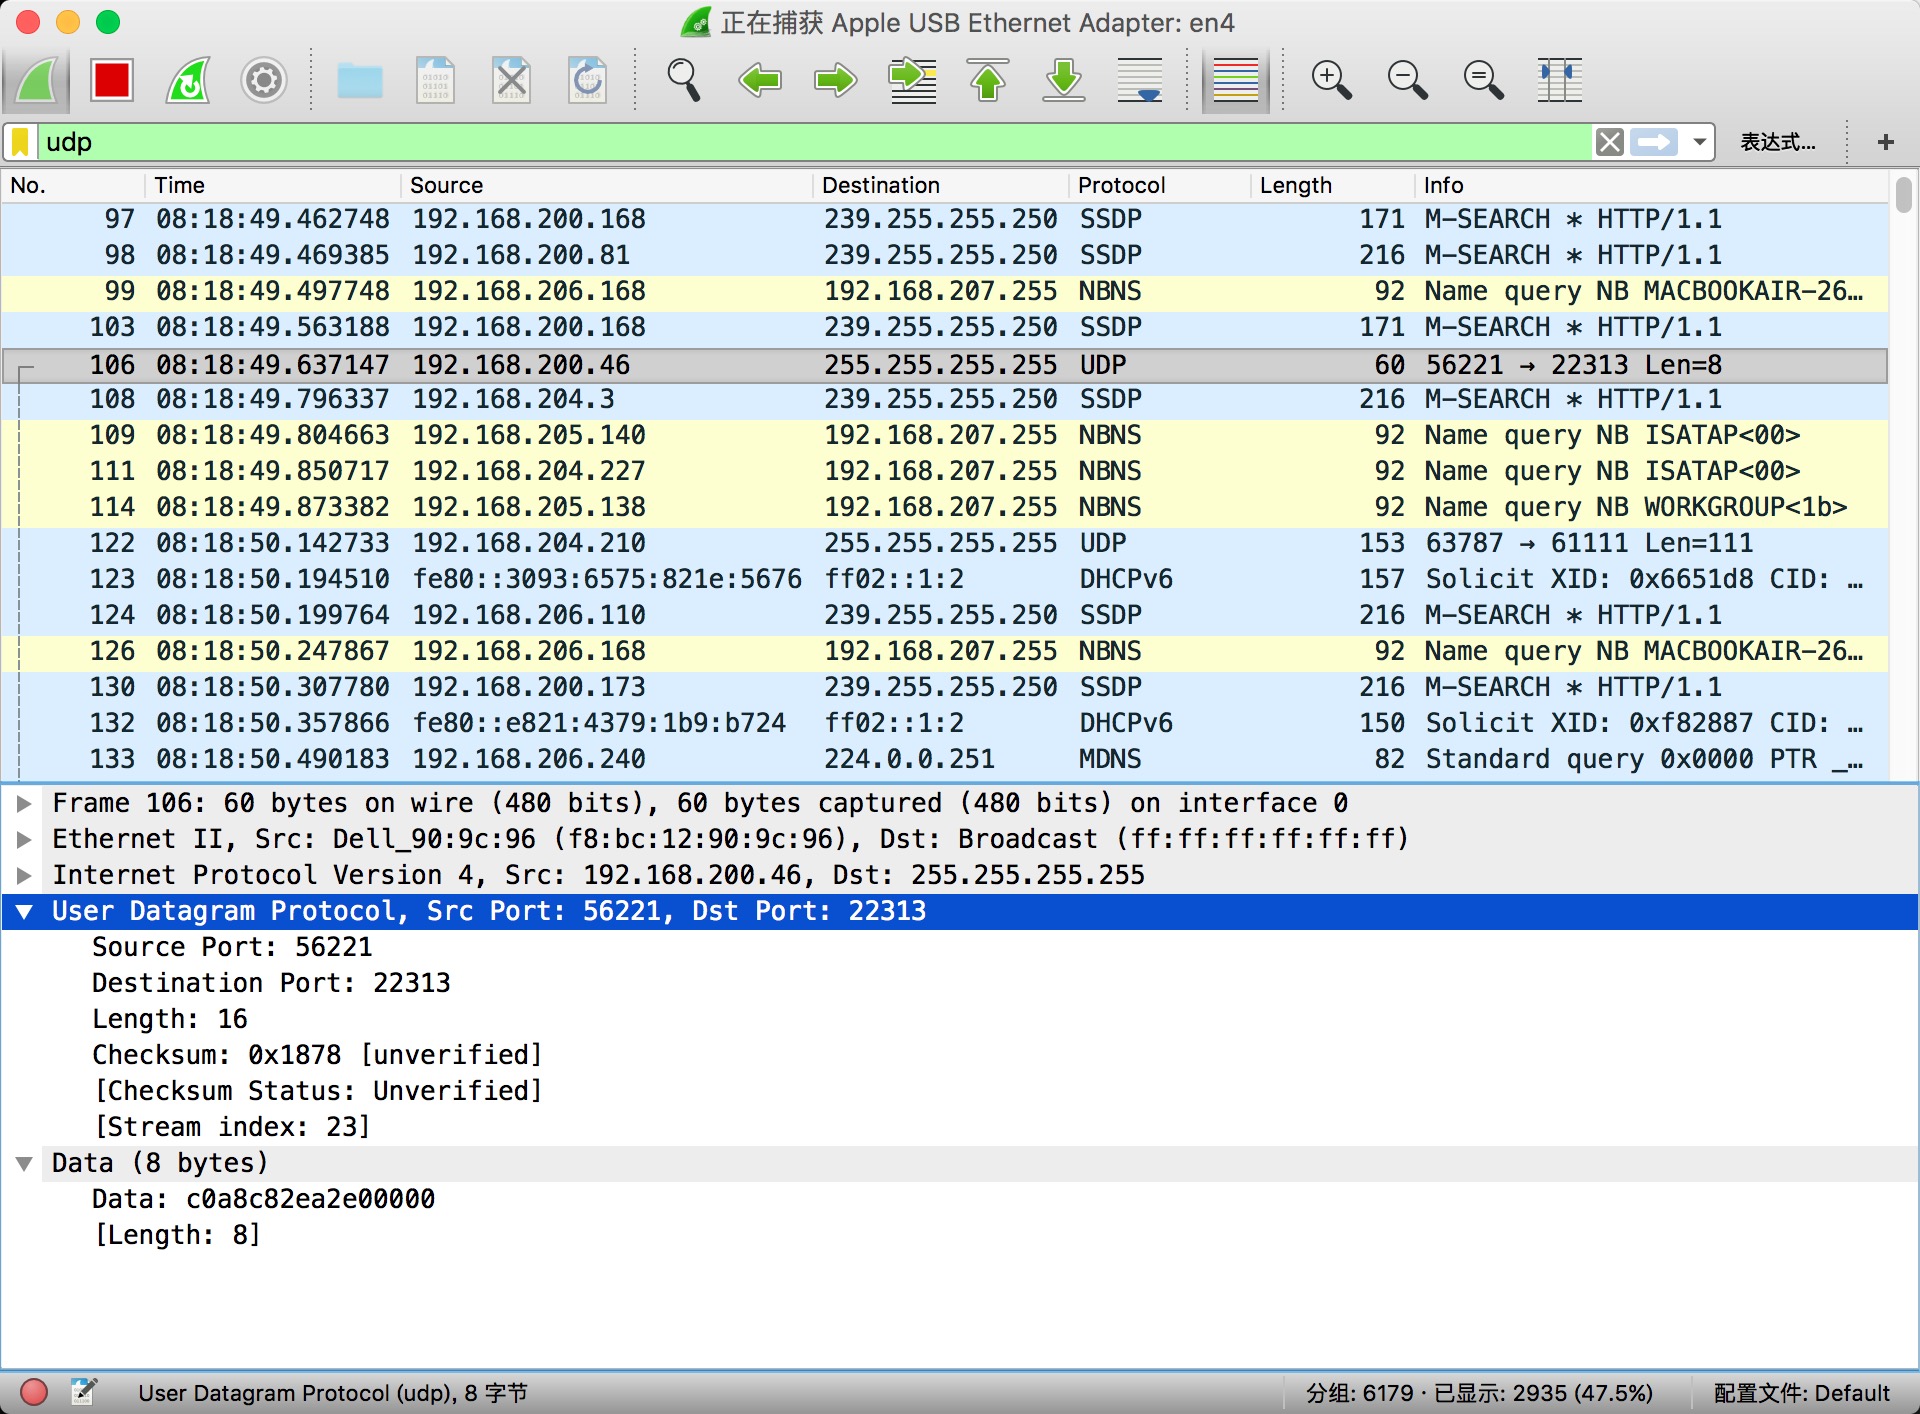 正在捕获 Apple USB Ethernet Adapter: en4
udp 表达式… +
No. Time Source Destination Protocol Length Info
97 08:18:49.462748 192.168.200.168 239.255.255.250 SSDP 171 M-SEARCH * HTTP/1.1
98 08:18:49.469385 192.168.200.81 239.255.255.250 SSDP 216 M-SEARCH * HTTP/1.1
99 08:18:49.497748 192.168.206.168 192.168.207.255 NBNS 92 Name query NB MACBOOKAIR-26…
103 08:18:49.563188 192.168.200.168 239.255.255.250 SSDP 171 M-SEARCH * HTTP/1.1
106 08:18:49.637147 192.168.200.46 255.255.255.255 UDP 60 56221 → 22313 Len=8
108 08:18:49.796337 192.168.204.3 239.255.255.250 SSDP 216 M-SEARCH * HTTP/1.1
109 08:18:49.804663 192.168.205.140 192.168.207.255 NBNS 92 Name query NB ISATAP<00>
111 08:18:49.850717 192.168.204.227 192.168.207.255 NBNS 92 Name query NB ISATAP<00>
114 08:18:49.873382 192.168.205.138 192.168.207.255 NBNS 92 Name query NB WORKGROUP<1b>
122 08:18:50.142733 192.168.204.210 255.255.255.255 UDP 153 63787 → 61111 Len=111
123 08:18:50.194510 fe80::3093:6575:821e:5676 ff02::1:2 DHCPv6 157 Solicit XID: 0x6651d8 CID: …
124 08:18:50.199764 192.168.206.110 239.255.255.250 SSDP 216 M-SEARCH * HTTP/1.1
126 08:18:50.247867 192.168.206.168 192.168.207.255 NBNS 92 Name query NB MACBOOKAIR-26…
130 08:18:50.307780 192.168.200.173 239.255.255.250 SSDP 216 M-SEARCH * HTTP/1.1
132 08:18:50.357866 fe80::e821:4379:1b9:b724 ff02::1:2 DHCPv6 150 Solicit XID: 0xf82887 CID: …
133 08:18:50.490183 192.168.206.240 224.0.0.251 MDNS 82 Standard query 0x0000 PTR _…
Frame 106: 60 bytes on wire (480 bits), 60 bytes captured (480 bits) on interface 0
Ethernet II, Src: Dell_90:9c:96 (f8:bc:12:90:9c:96), Dst: Broadcast (ff:ff:ff:ff:ff:ff)
Internet Protocol Version 4, Src: 192.168.200.46, Dst: 255.255.255.255
User Datagram Protocol, Src Port: 56221, Dst Port: 22313
Source Port: 56221
Destination Port: 22313
Length: 16
Checksum: 0x1878 [unverified]
[Checksum Status: Unverified]
[Stream index: 23]
Data (8 bytes)
Data: c0a8c82ea2e00000
[Length: 8]
User Datagram Protocol (udp), 8 字节 分组: 6179 · 已显示: 2935 (47.5%) 配置文件: Default